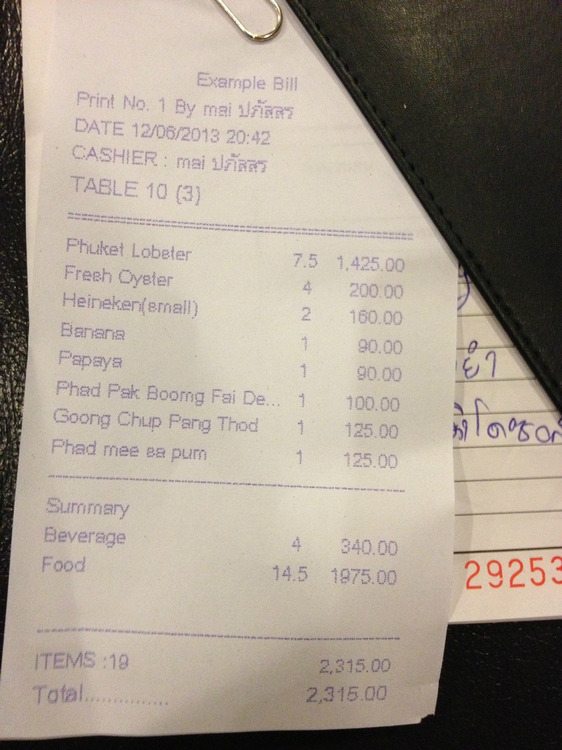 Example Bill
Print No. 1 By mai ปภัสสร
DATE 12/06/2013 20:42
CASHIER : mai ปภัสสร
TABLE 10 (3)
Phuket Lobster 7.5 1,425.00
Fresh Oyster 4 200.00
Heineken(small) 2 160.00
Banana 1 90.00
Papaya 1 90.00
Phad Pak Boomg Fai De... 1 100.00
Goong Chup Pang Thod 1 125.00
Phad mee sa pum 1 125.00
Summary
Beverage 4 340.00
Food 14.5 1975.00
ITEMS :19 2,315.00
Total............... 2,315.00
29253